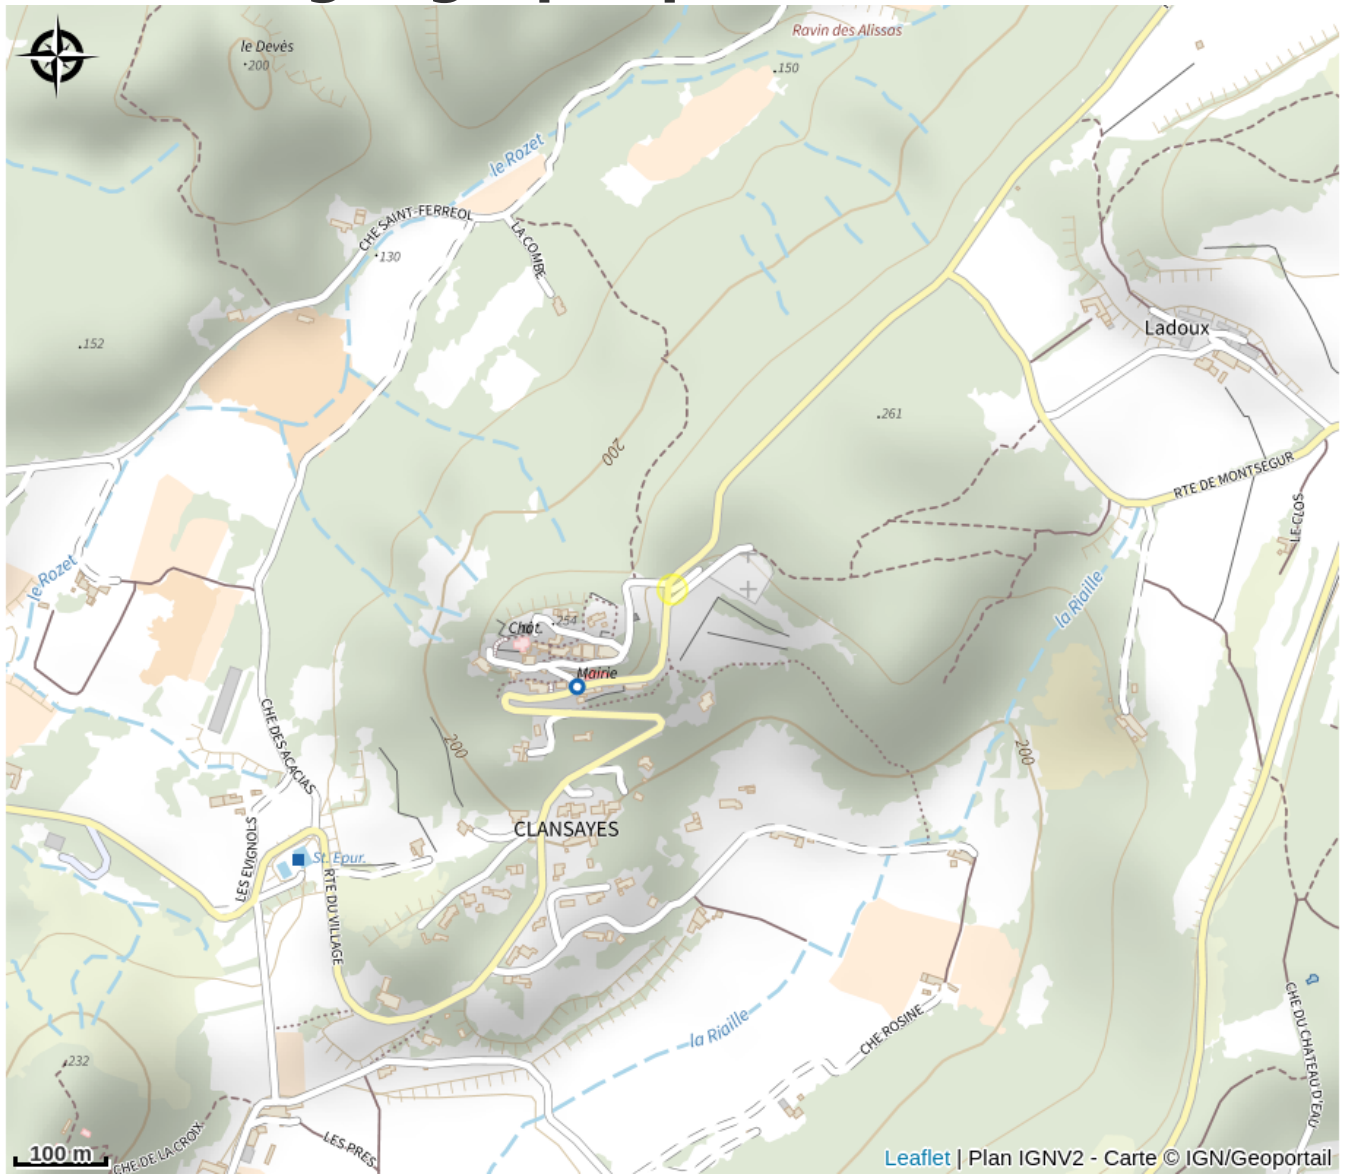 Ravin des Alissas
le Devès
200
150
le Rozet
CHE SAINT-FERREOL
LA COMBE
130
Ladoux
152
261
200
RTE DE MONTSEGUR
LE CLOS
le Rozet
la Riaille
254
Chât.
Mairie
CHE DES ACACIAS
200
200
CLANSAYES
LES EVIGNOLS
St. Epur.
RTE DU VILLAGE
la Riaille
CHE ROSINE
CHE DU CHATEAU D'EAU
232
LES PRES
CHE DE LA CROIX
100 m
Leaflet | Plan IGNV2 - Carte © IGN/Geoportail